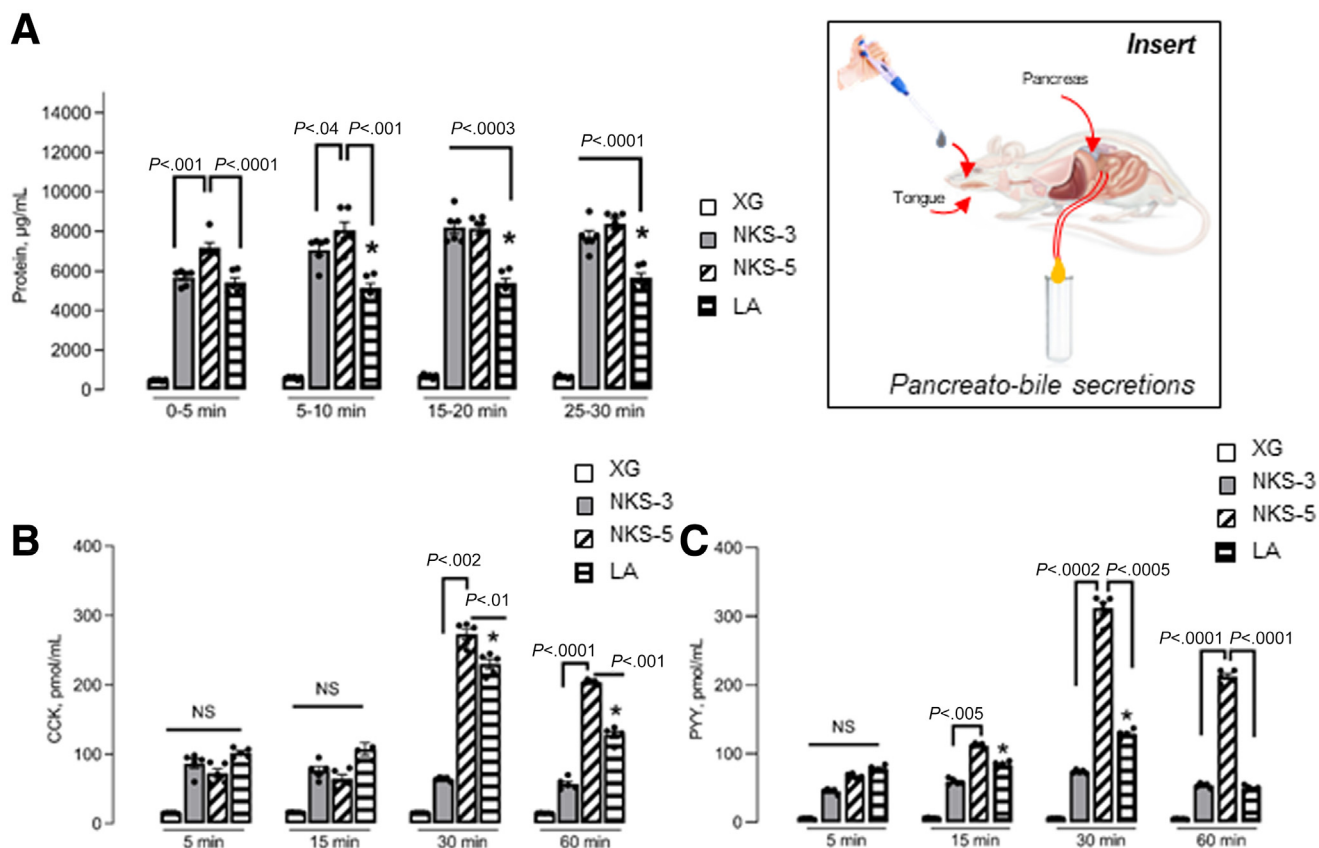 A
Protein, µg/mL
14000
12000
10000
8000
6000
4000
2000
0
P<.001
P<.0001
P<.04
P<.001
P<.0003
P<.0001
*
*
*
0-5 min
5-10 min
15-20 min
25-30 min
XG
NKS-3
NKS-5
LA
Insert
Pancreas
Tongue
Pancreato-bile secretions
B
CCK, pmol/mL
400
300
200
100
0
NS
NS
P<.002
P<.01
*
P<.0001
P<.001
*
5 min
15 min
30 min
60 min
XG
NKS-3
NKS-5
LA
C
PYY, pmol/mL
400
300
200
100
0
NS
P<.005
*
P<.0002
P<.0005
*
P<.0001
P<.0001
5 min
15 min
30 min
60 min
XG
NKS-3
NKS-5
LA